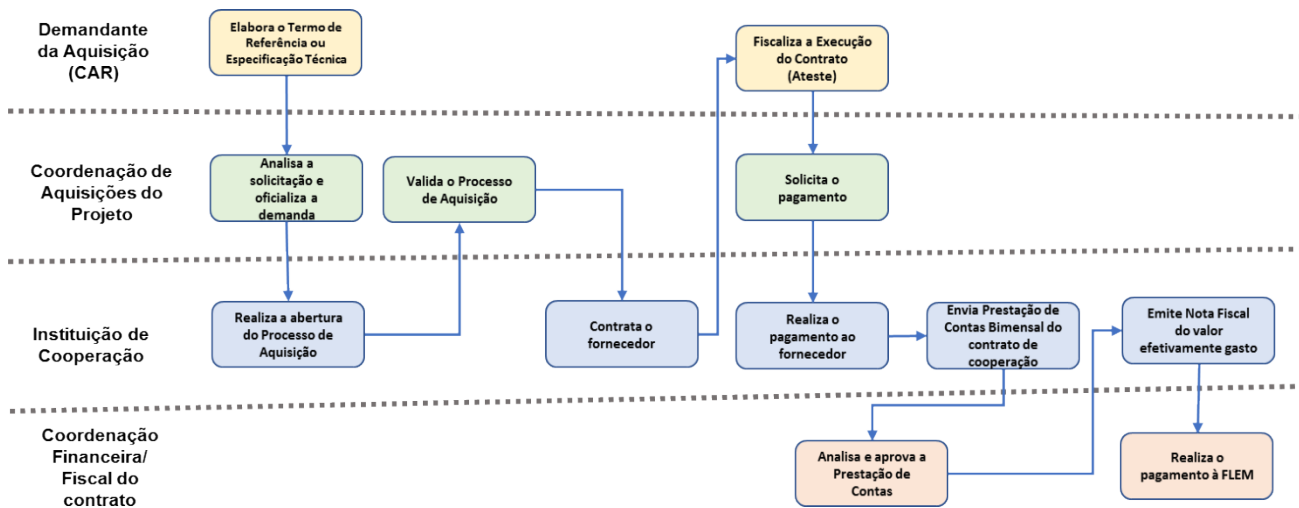 Demandante
da Aquisição
(CAR)
Elabora o Termo de
Referência ou
Especificação Técnica
Fiscaliza a Execução
do Contrato
(Ateste)
Coordenação de
Aquisições do
Projeto
Analisa a
solicitação e
oficializa a
demanda
Valida o Processo
de Aquisição
Solicita o
pagamento
Instituição de
Cooperação
Realiza a abertura
do Processo de
Aquisição
Contrata o
fornecedor
Realiza o
pagamento ao
fornecedor
Envia Prestação de
Contas Bimensal do
contrato de
cooperação
Emite Nota Fiscal
do valor
efetivamente gasto
Coordenação
Financeira/
Fiscal do
contrato
Analisa e aprova a
Prestação de
Contas
Realiza o
pagamento à FLEM